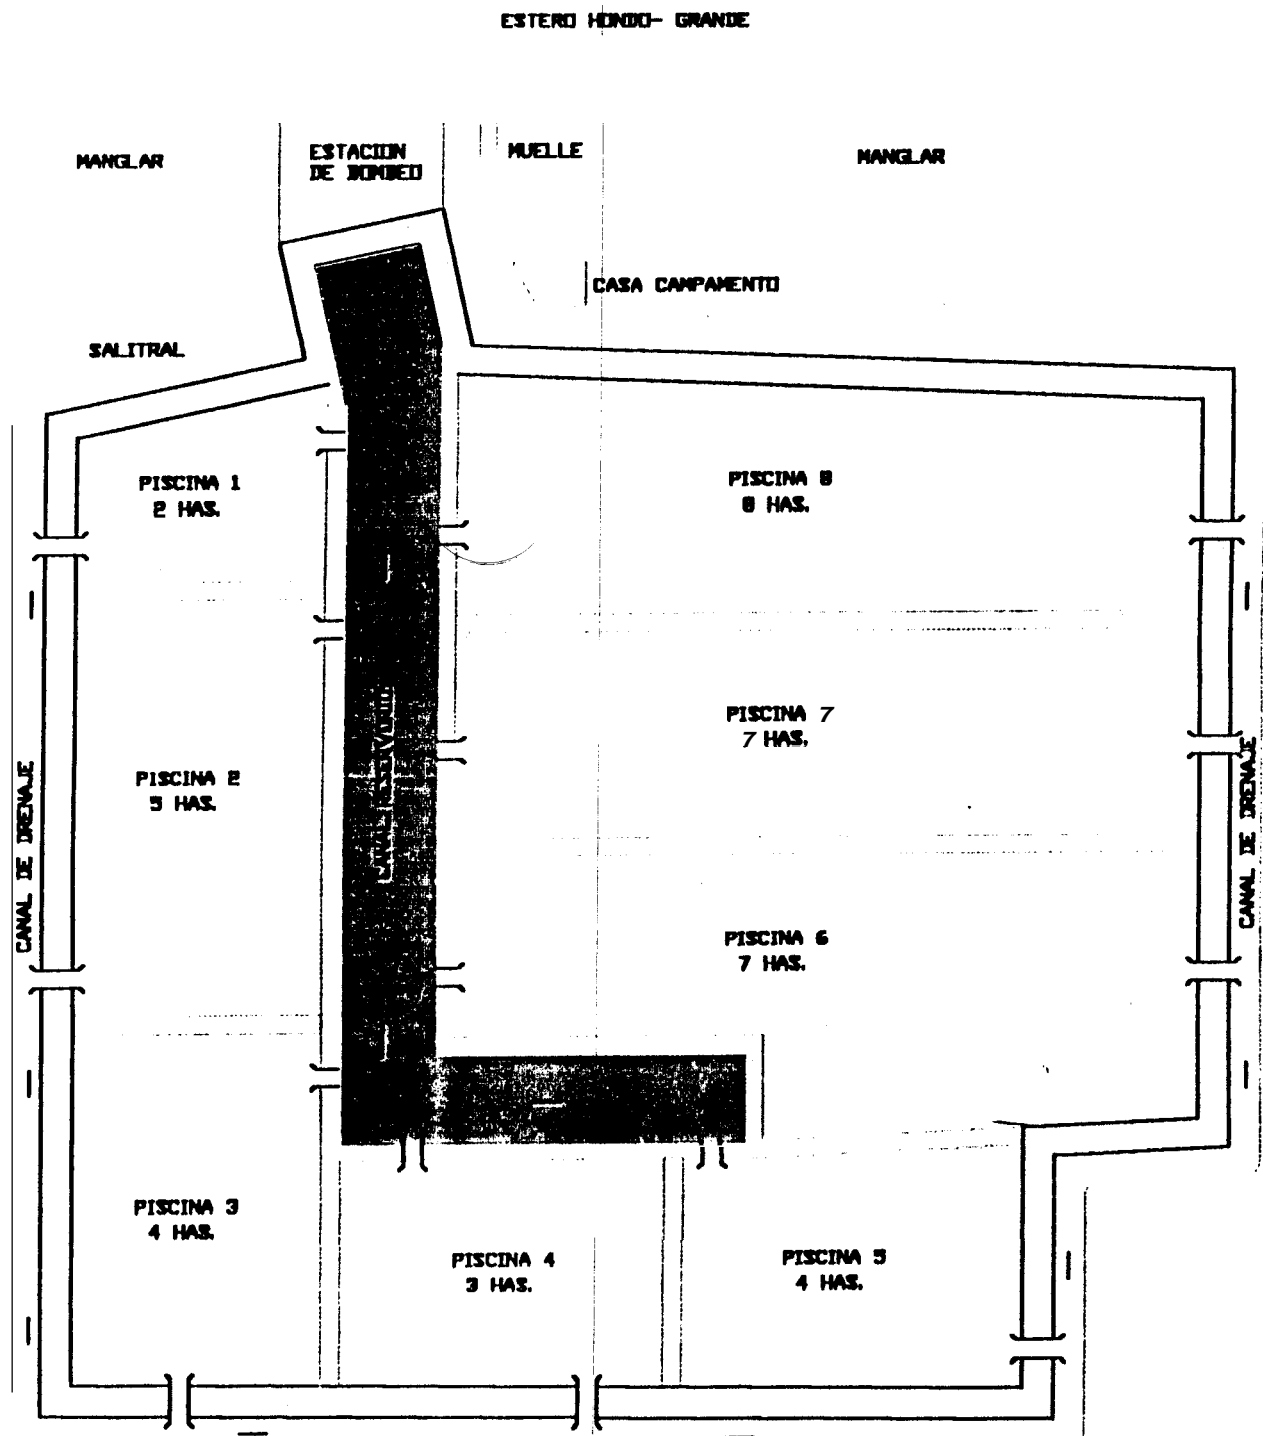 ESTERO HONDO- GRANDE
MANGLAR
ESTACION
DE BOMBEO
MUELLE
MANGLAR
CASA CAMPAMENTO
SALITRAL
PISCINA 1
2 HAS.
PISCINA 8
8 HAS.
PISCINA 7
7 HAS.
PISCINA 2
5 HAS.
CANAL RESERVORIO
CANAL DE DRENAJE
CANAL DE DRENAJE
PISCINA 6
7 HAS.
PISCINA 3
4 HAS.
PISCINA 4
3 HAS.
PISCINA 5
4 HAS.